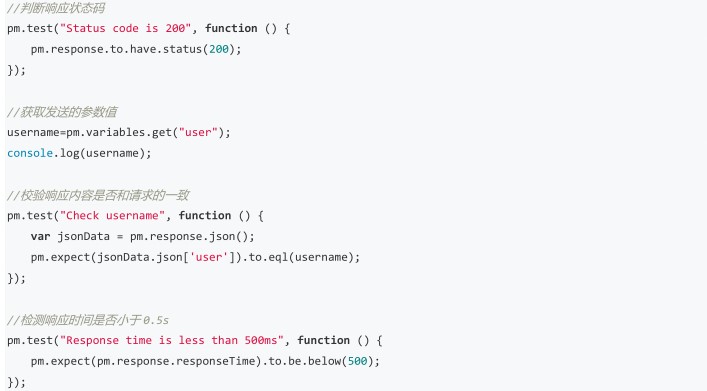 //判断响应状态码
pm.test("Status code is 200", function () {
    pm.response.to.have.status(200);
});

//获取发送的参数值
username=pm.variables.get("user");
console.log(username);

//校验响应内容是否和请求的一致
pm.test("Check username", function () {
    var jsonData = pm.response.json();
    pm.expect(jsonData.json['user']).to.eql(username);
});

//检测响应时间是否小于0.5s
pm.test("Response time is less than 500ms", function () {
    pm.expect(pm.response.responseTime).to.be.below(500);
});